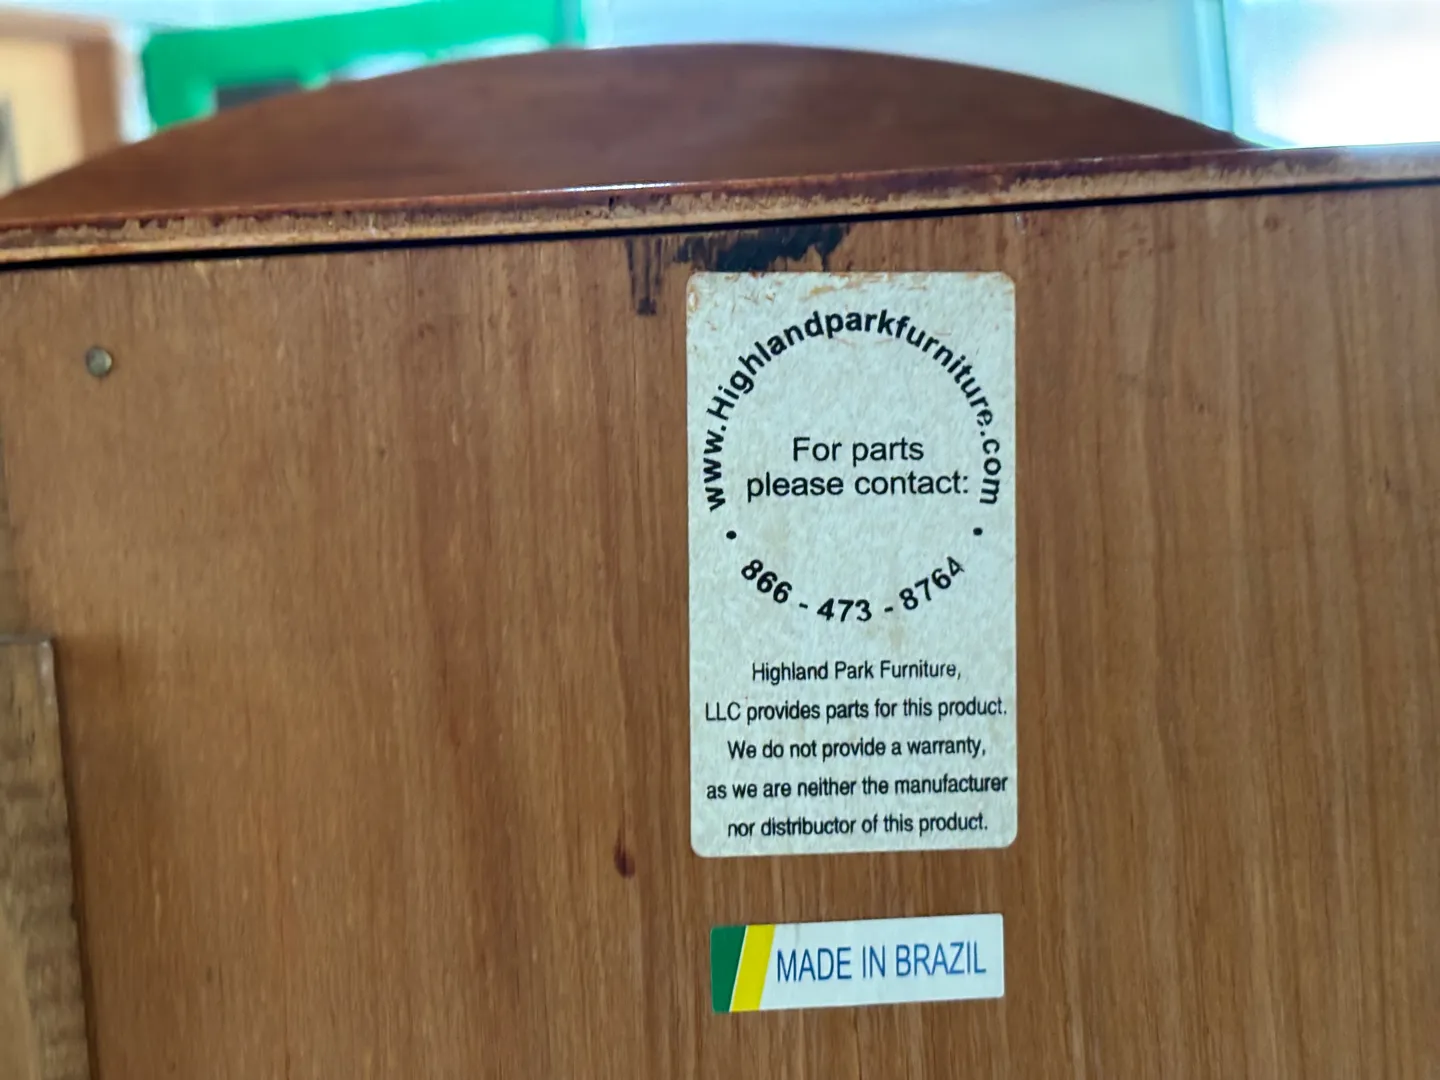 www.Highlandparkfurniture.com
For parts
please contact:
• 866 - 473 - 8764 •
Highland Park Furniture,
LLC provides parts for this product.
We do not provide a warranty,
as we are neither the manufacturer
nor distribuctor of this product.
MADE IN BRAZIL